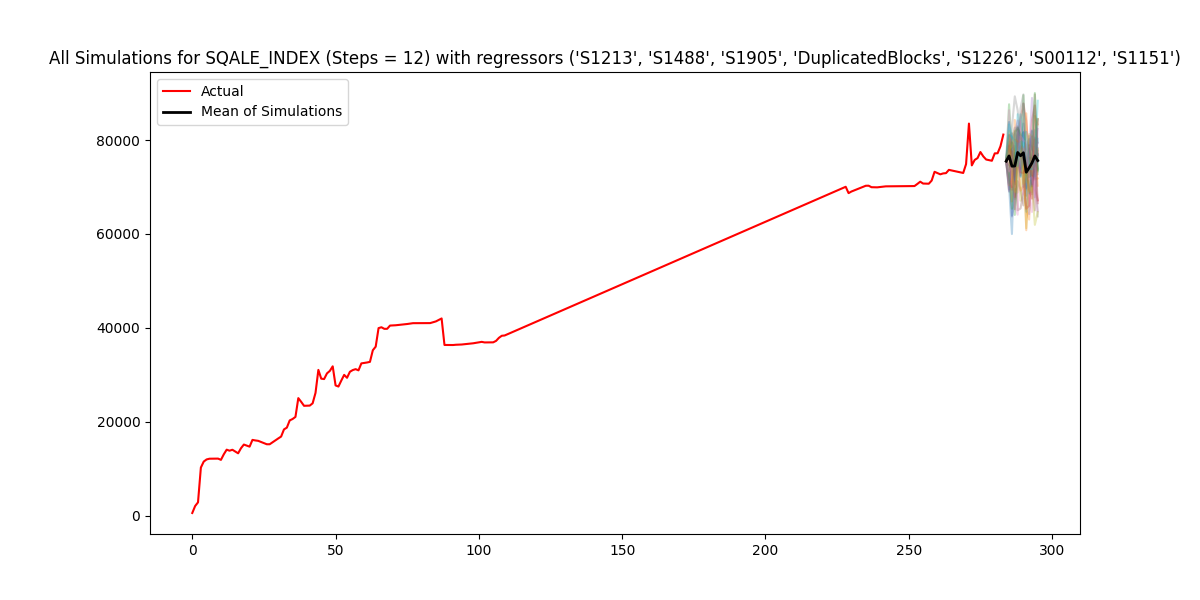 All Simulations for SQALE_INDEX (Steps = 12) with regressors ('S1213', 'S1488', 'S1905', 'DuplicatedBlocks', 'S1226', 'S00112', 'S1151')
Actual
Mean of Simulations
80000
60000
40000
20000
0
0 50 100 150 200 250 300